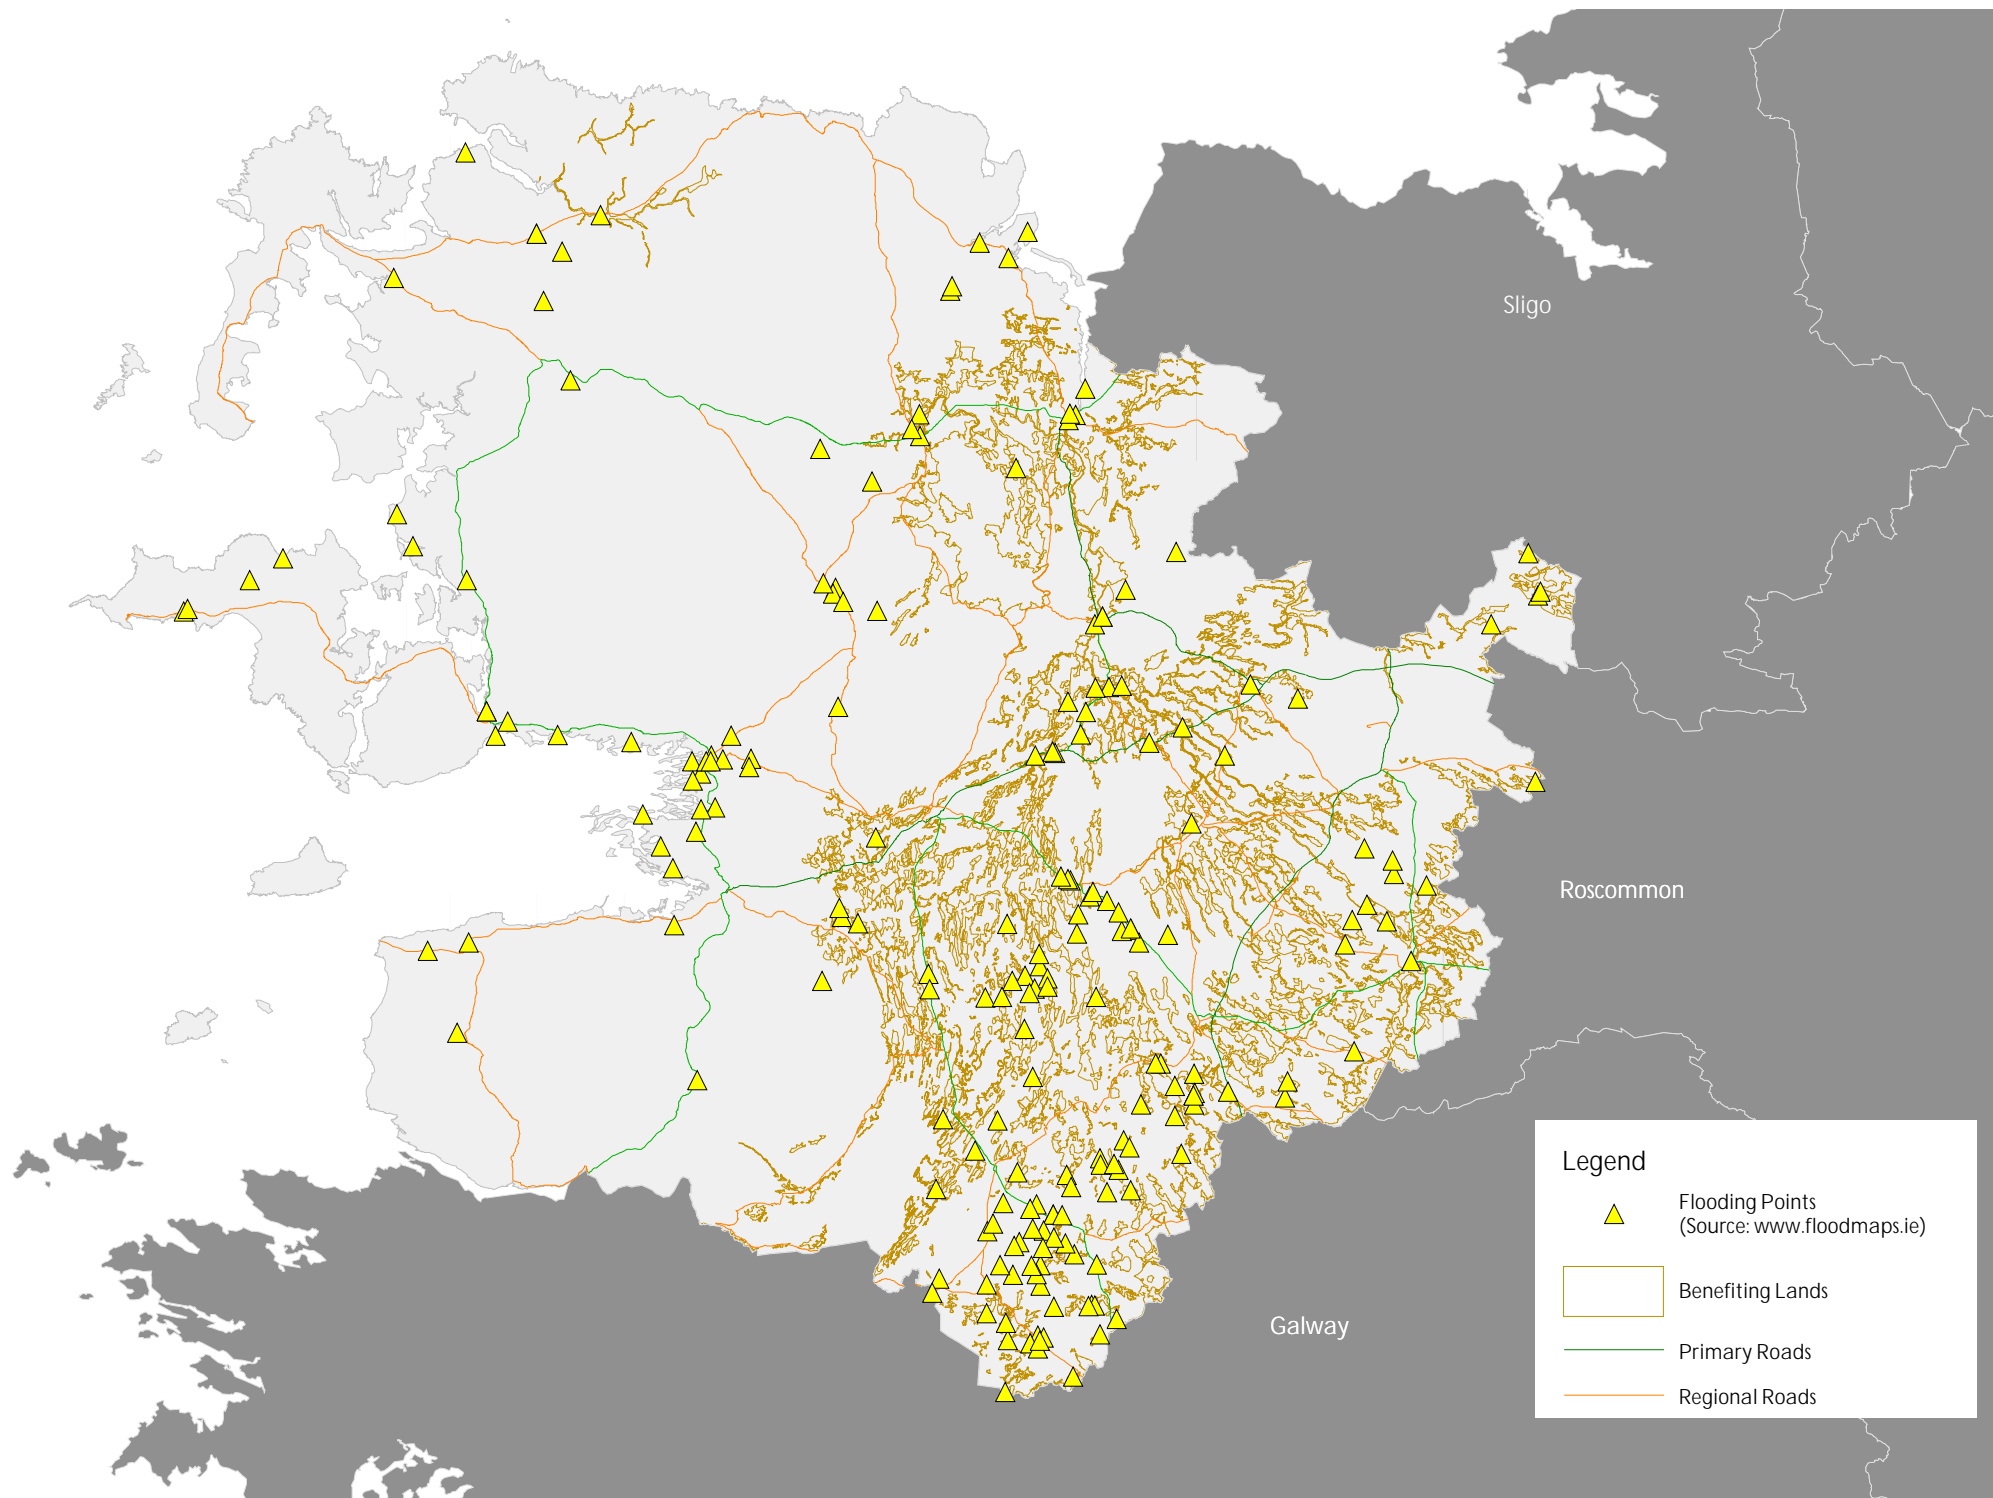 Sligo
Roscommon
Galway
Legend
Flooding Points
(Source: www.floodmaps.ie)
Benefiting Lands
Primary Roads
Regional Roads